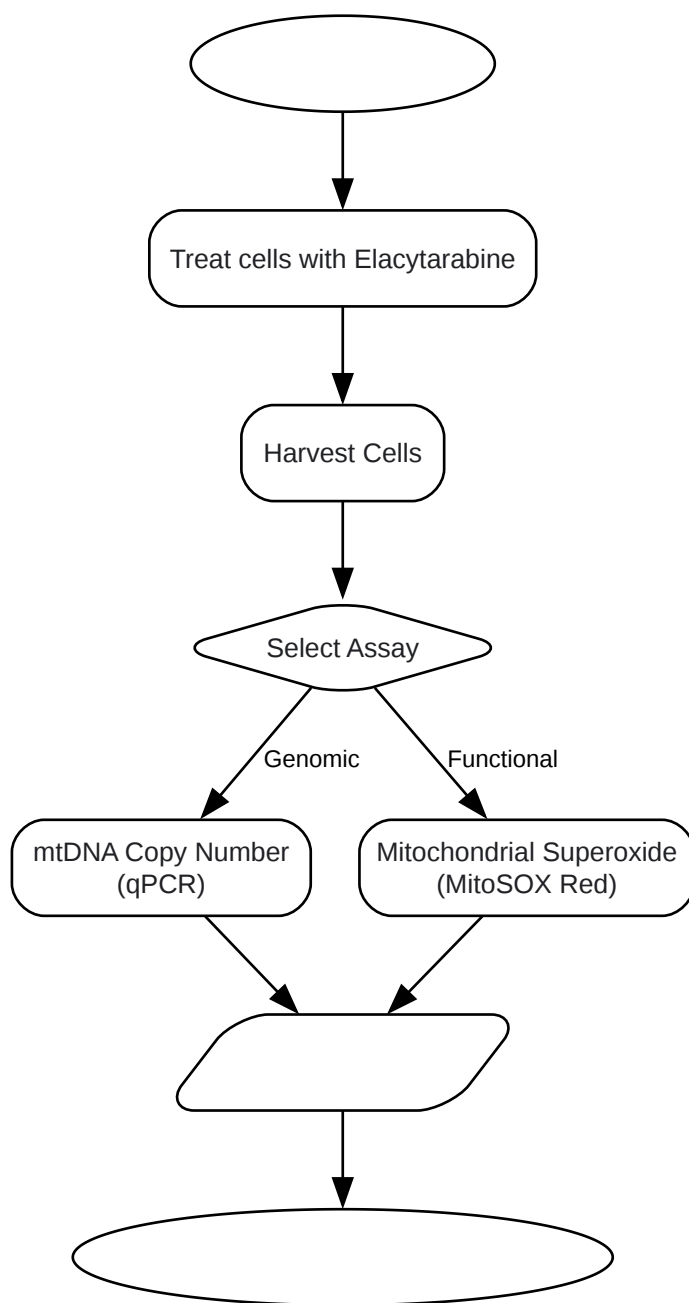 Treat cells with Elacytarabine
Harvest Cells
Select Assay
Genomic
Functional
mtDNA Copy Number
(qPCR)
Mitochondrial Superoxide
(MitoSOX Red)